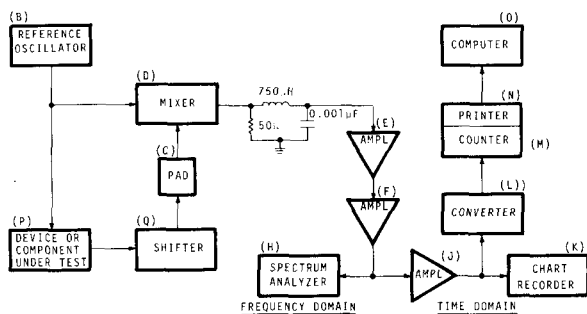 (B)
REFERENCE
OSCILLATOR
(D)
MIXER
750
50Ω
0.001µF
(C)
PAD
(P)
DEVICE OR
COMPONENT
UNDER TEST
(Q)
SHIFTER
(E)
AMPL
(F)
AMPL
(H)
SPECTRUM
ANALYZER
FREQUENCY DOMAIN
(J)
AMPL
TIME DOMAIN
(K)
CHART
RECORDER
(L))
CONVERTER
(N)
PRINTER
COUNTER
(M)
(O)
COMPUTER